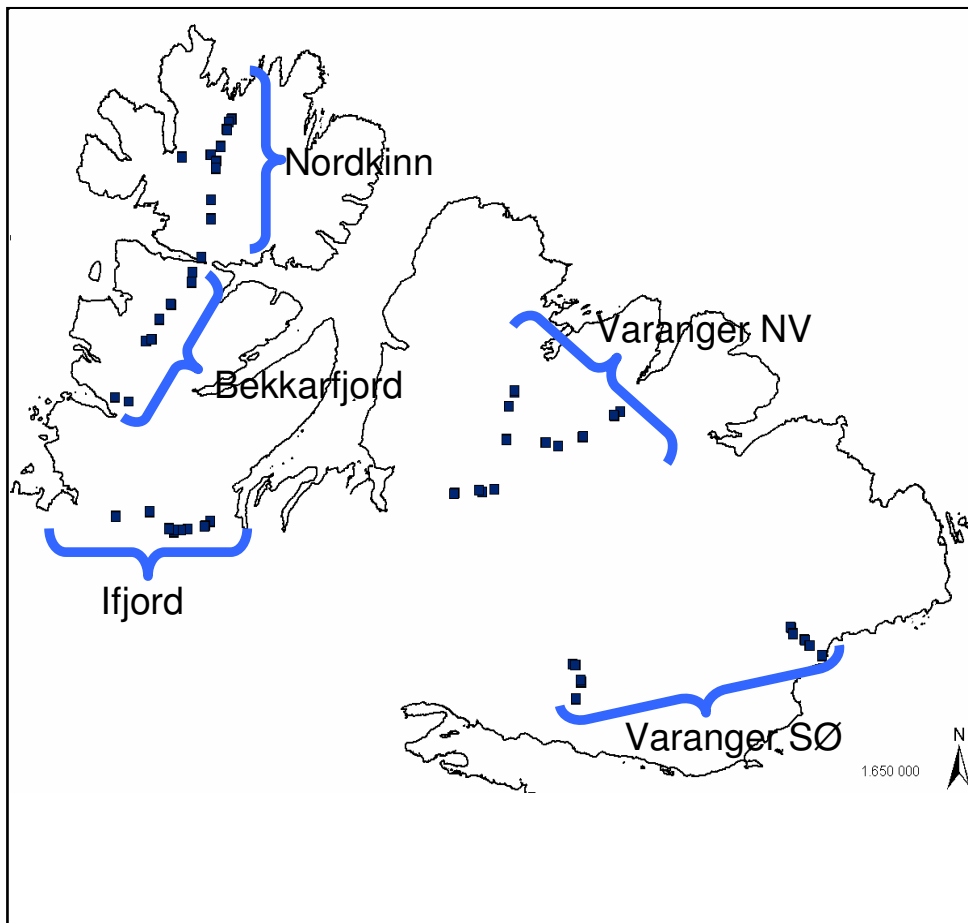 Nordkinn
Varanger NV
Bekkarfjord
Ifjord
Varanger SØ
N
1:650 000